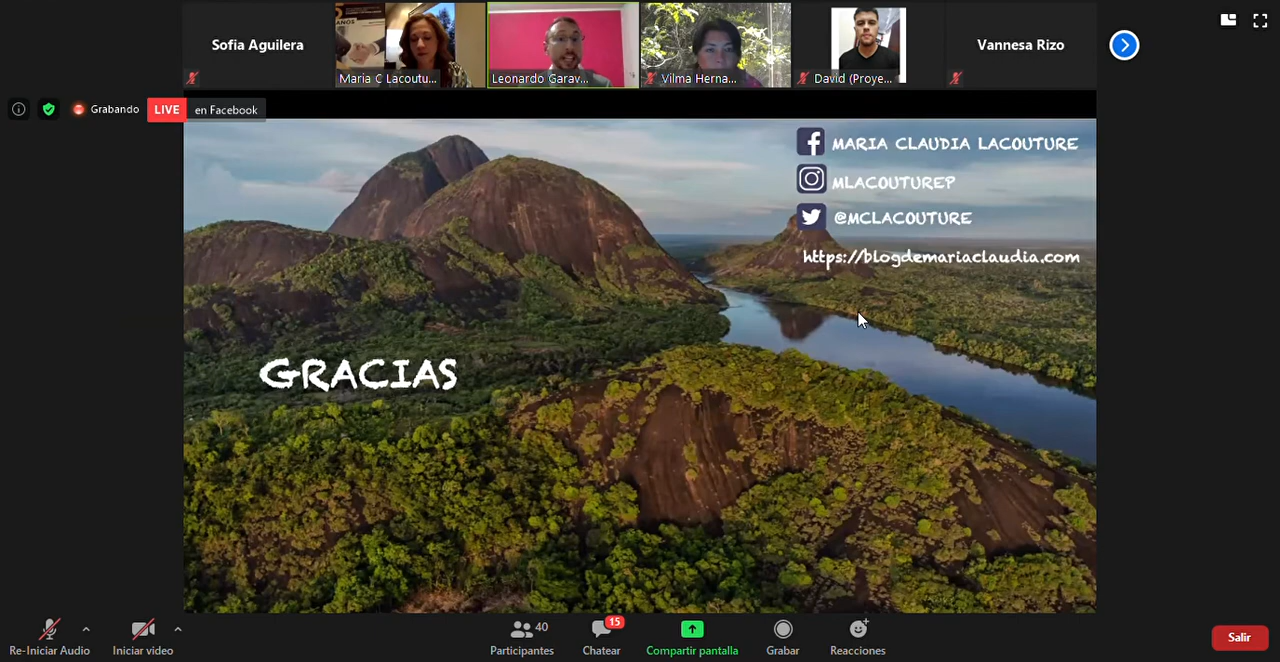 Sofia Aguilera
Maria C Lacoutu...
Leonardo Garav...
Vilma Herna...
David (Proye...
Vannesa Rizo
Grabando
LIVE
en Facebook
MARIA CLAUDIA LACOUTURE
MLACOUTUREP
@MCLACOUTURE
https://blogdemariaclaudia.com
GRACIAS
40
15
Re-Iniciar Audio
Iniciar video
Participantes
Chatear
Compartir pantalla
Grabar
Reacciones
Salir